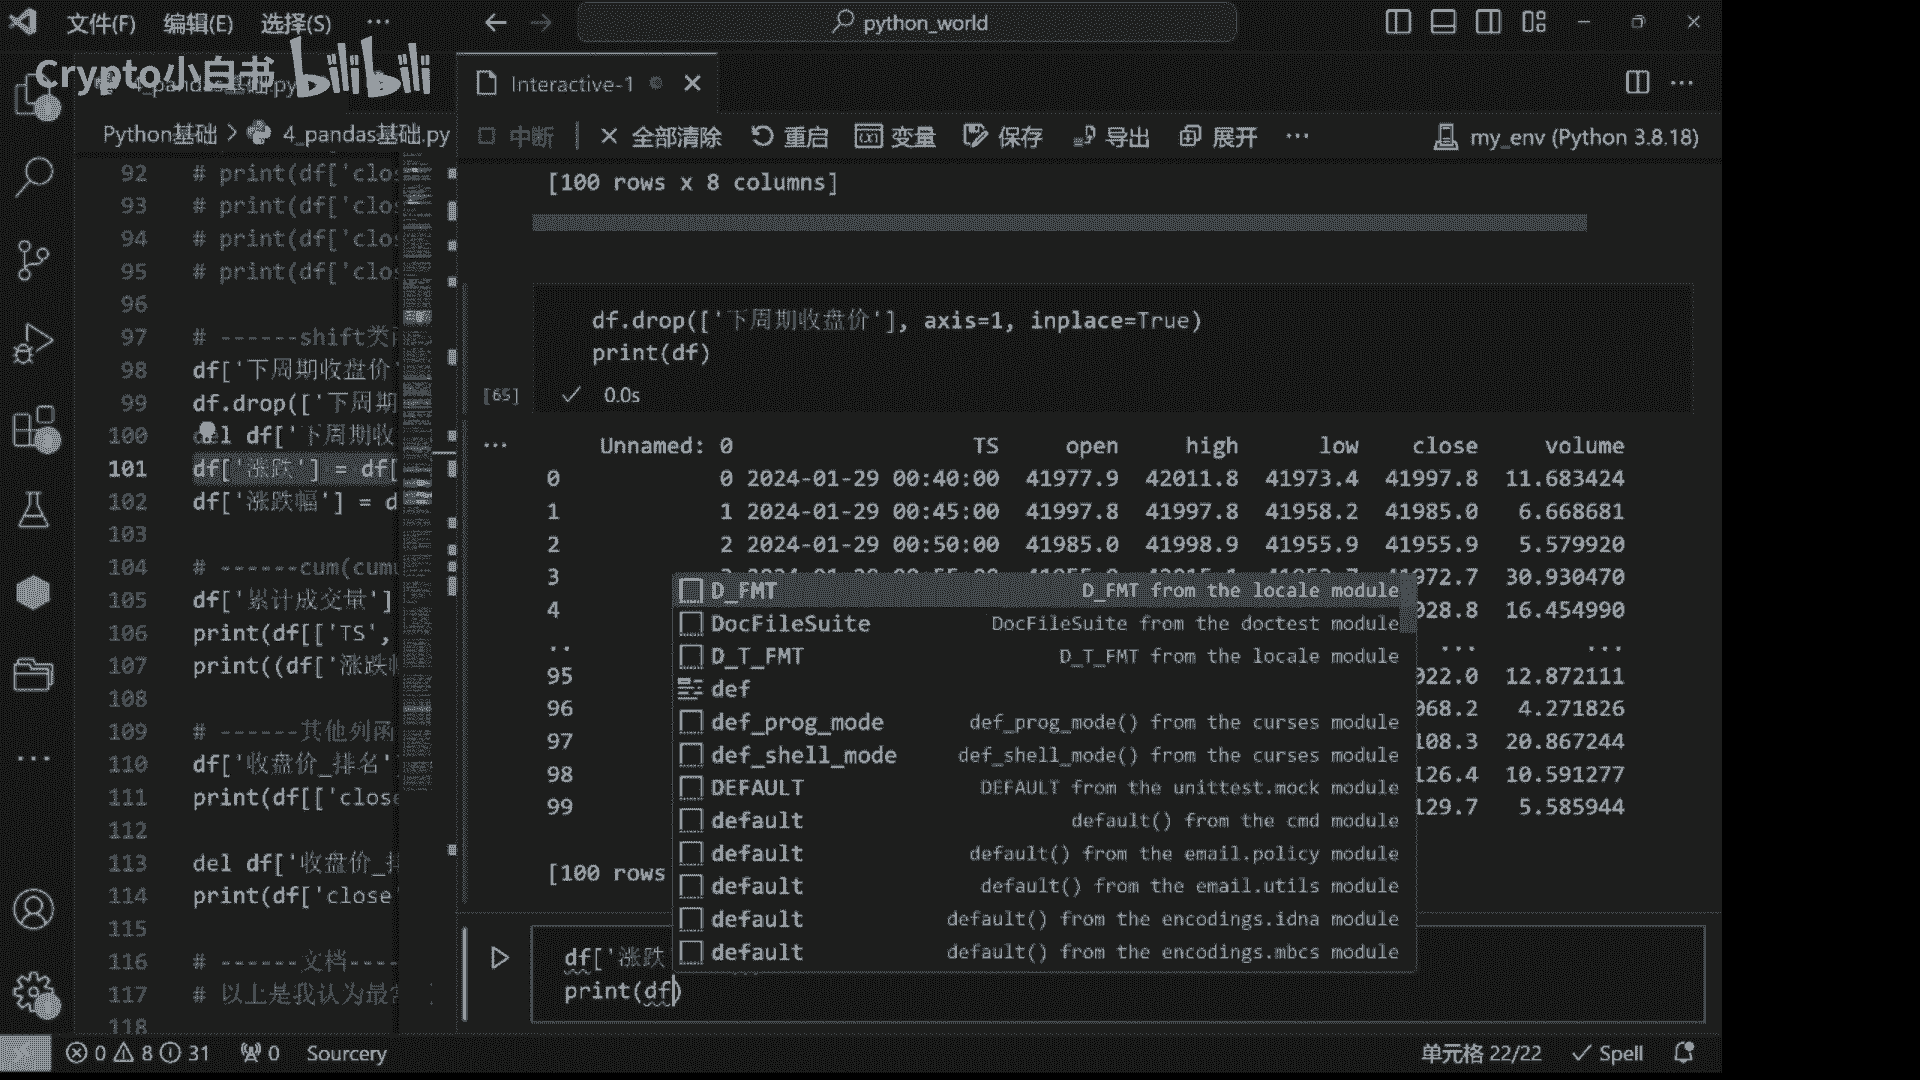 文件(F) 编辑(E) 选择(S) ··· python_world
Crypto小白书 bilibili
Interactive-1
Python基础 > 4_pandas基础.py
中断 全部清除 重启 变量 保存 导出 展开 ··· my_env (Python 3.8.18)
92 # print(df['clo
93 # print(df['clo
94 # print(df['clo
95 # print(df['clo
96
97 # ------shift类
98 df['下周期收盘价'
99 df.drop(['下周期
100 del df['下周期收
101 df['涨跌'] = df[
102 df['涨跌幅'] = d
103
104 # ------cum(cumu
105 df['累计成交量']
106 print(df[['TS',
107 print((df['涨跌幅
108
109 # ------其他列函
110 df['收盘价_排名'
111 print(df[['close
112
113 del df['收盘价_排
114 print(df['close'
115
116 # ------文档----
117 # 以上是我认为最常
118
[100 rows x 8 columns]
df.drop(['下周期收盘价'], axis=1, inplace=True)
print(df)
[65] 0.0s
··· Unnamed: 0 TS open high low close volume
0 0 2024-01-29 00:40:00 41977.9 42011.8 41973.4 41997.8 11.683424
1 1 2024-01-29 00:45:00 41997.8 41997.8 41958.2 41985.0 6.668681
2 2 2024-01-29 00:50:00 41985.0 41998.9 41955.9 41955.9 5.579920
3 972.7 30.930470
4 028.8 16.454990
.. ... ...
95 022.0 12.872111
96 068.2 4.271826
97 108.3 20.867244
98 126.4 10.591277
99 129.7 5.585944
[100 rows
D_FMT D_FMT from the locale module
DocFileSuite DocFileSuite from the doctest module
D_T_FMT D_T_FMT from the locale module
def
def_prog_mode def_prog_mode() from the curses module
def_shell_mode def_shell_mode() from the curses module
DEFAULT DEFAULT from the unittest.mock module
default default() from the cmd module
default default() from the email.policy module
default default() from the email.utils module
default default() from the encodings.idna module
default default() from the encodings.mbcs module
df['涨跌
print(df)
0 8 31 0 Sourcery 单元格 22/22 Spell